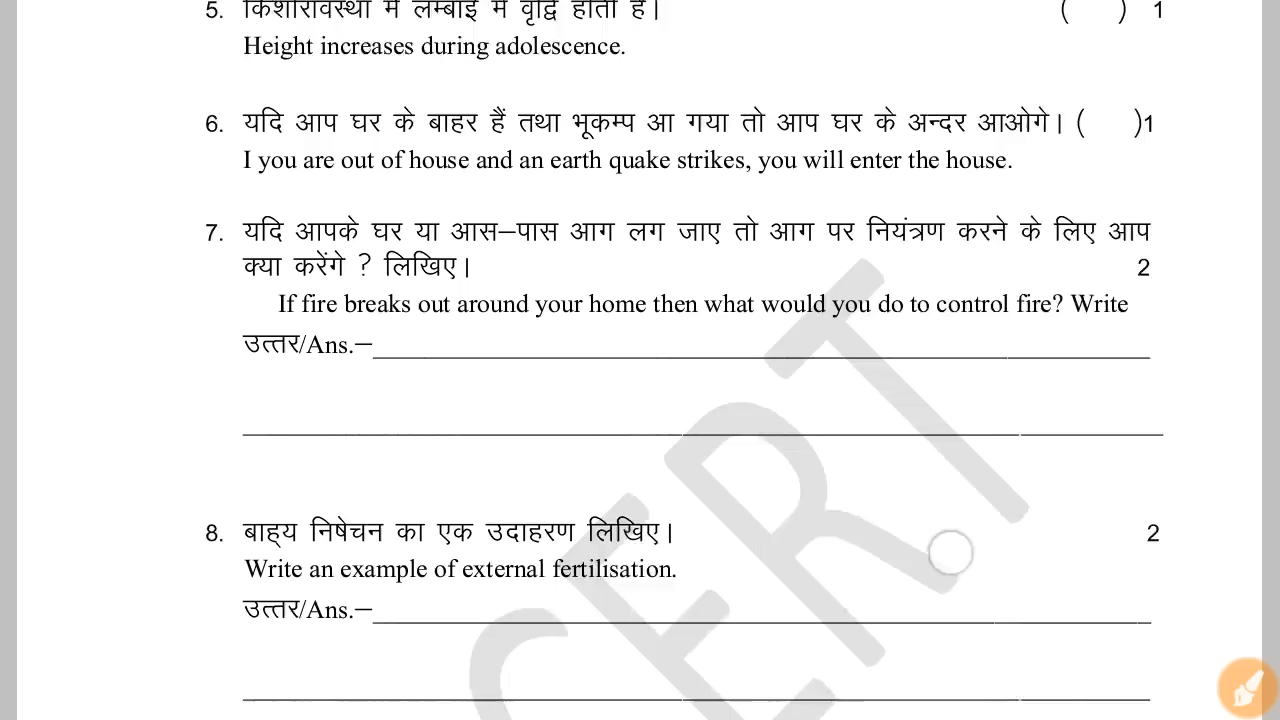 5. किशोरावस्था में लम्बाई में वृद्धि होती है। ( ) 1
Height increases during adolescence.
6. यदि आप घर के बाहर हैं तथा भूकम्प आ गया तो आप घर के अन्दर आओगे। ( )1
I you are out of house and an earth quake strikes, you will enter the house.
7. यदि आपके घर या आस–पास आग लग जाए तो आग पर नियंत्रण करने के लिए आप
क्या करेंगे ? लिखिए। 2
If fire breaks out around your home then what would you do to control fire? Write
उत्तर/Ans.–
8. बाह्य निषेचन का एक उदाहरण लिखिए। 2
Write an example of external fertilisation.
उत्तर/Ans.–
CERT